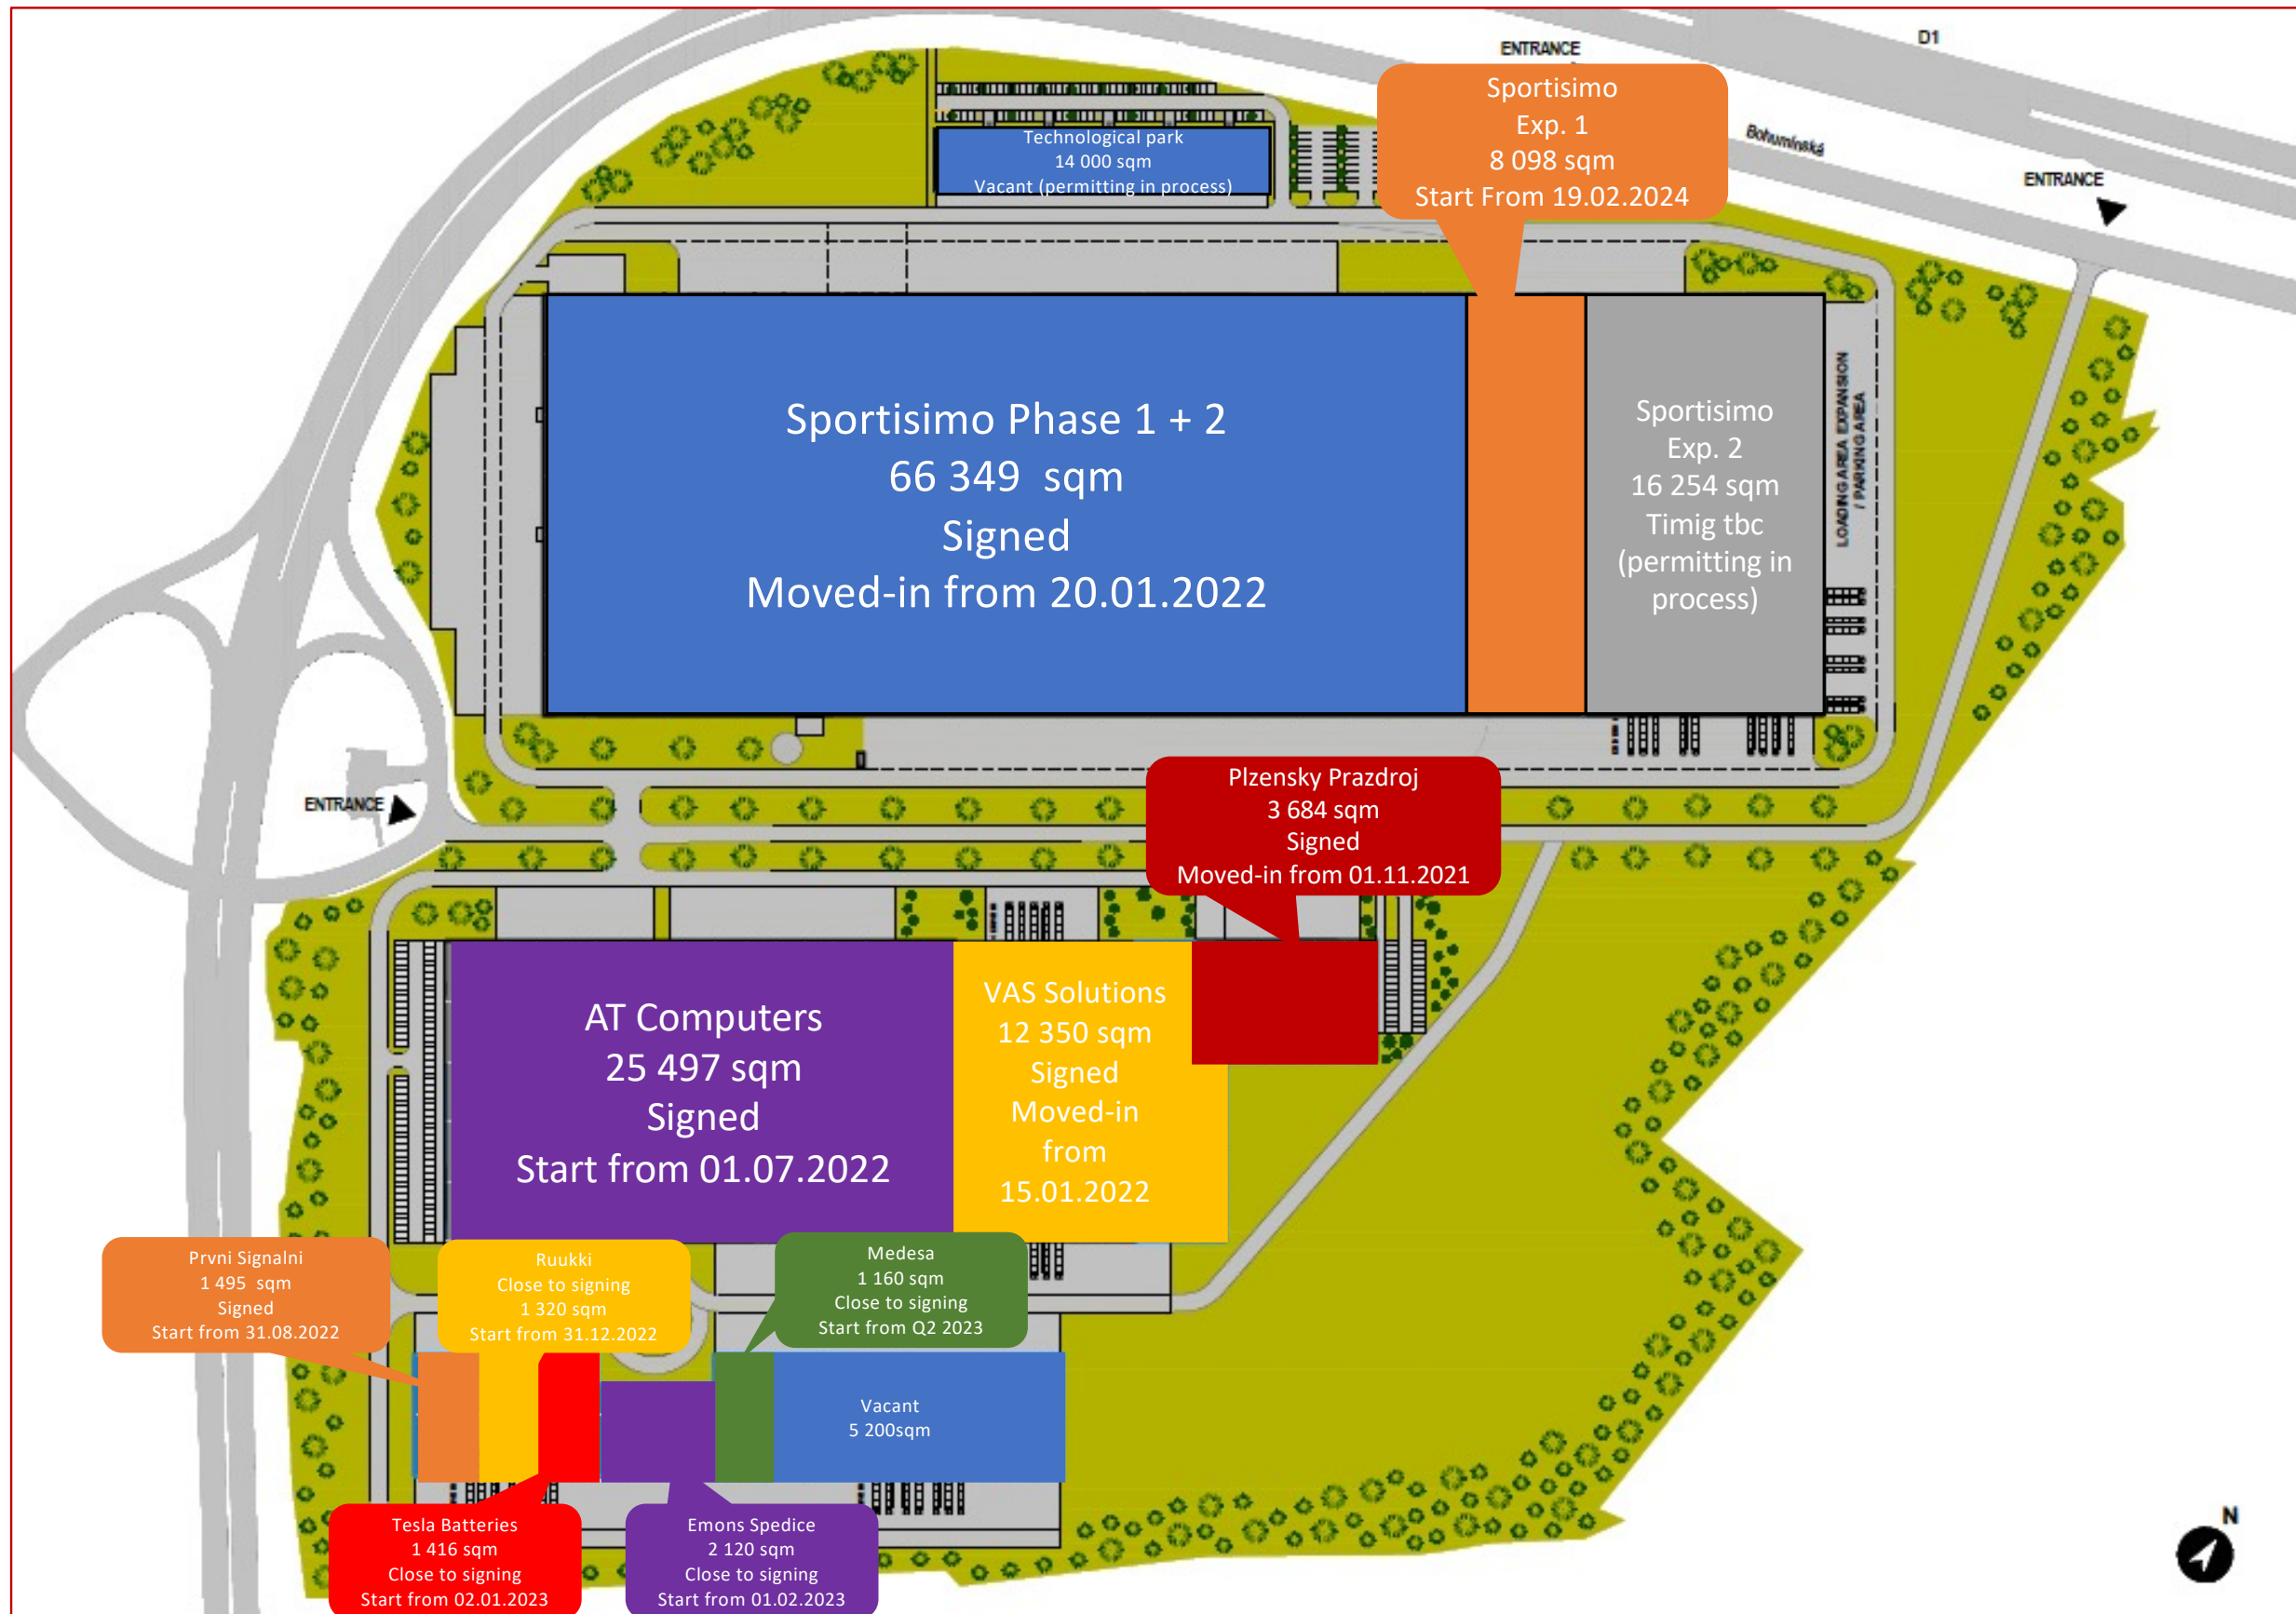 D1
ENTRANCE
Sportisimo
Exp. 1
8 098 sqm
Start From 19.02.2024
Bohumínská
ENTRANCE
Technological park
14 000 sqm
Vacant (permitting in process)
Sportisimo Phase 1 + 2
66 349 sqm
Signed
Moved-in from 20.01.2022
Sportisimo
Exp. 2
16 254 sqm
Timig tbc
(permitting in
process)
LOADING AREA EXPANSION
/ PARKING AREA
ENTRANCE
Plzensky Prazdroj
3 684 sqm
Signed
Moved-in from 01.11.2021
AT Computers
25 497 sqm
Signed
Start from 01.07.2022
VAS Solutions
12 350 sqm
Signed
Moved-in
from
15.01.2022
Prvni Signalni
1 495 sqm
Signed
Start from 31.08.2022
Ruukki
Close to signing
1 320 sqm
Start from 31.12.2022
Medesa
1 160 sqm
Close to signing
Start from Q2 2023
Vacant
5 200sqm
Tesla Batteries
1 416 sqm
Close to signing
Start from 02.01.2023
Emons Spedice
2 120 sqm
Close to signing
Start from 01.02.2023
N